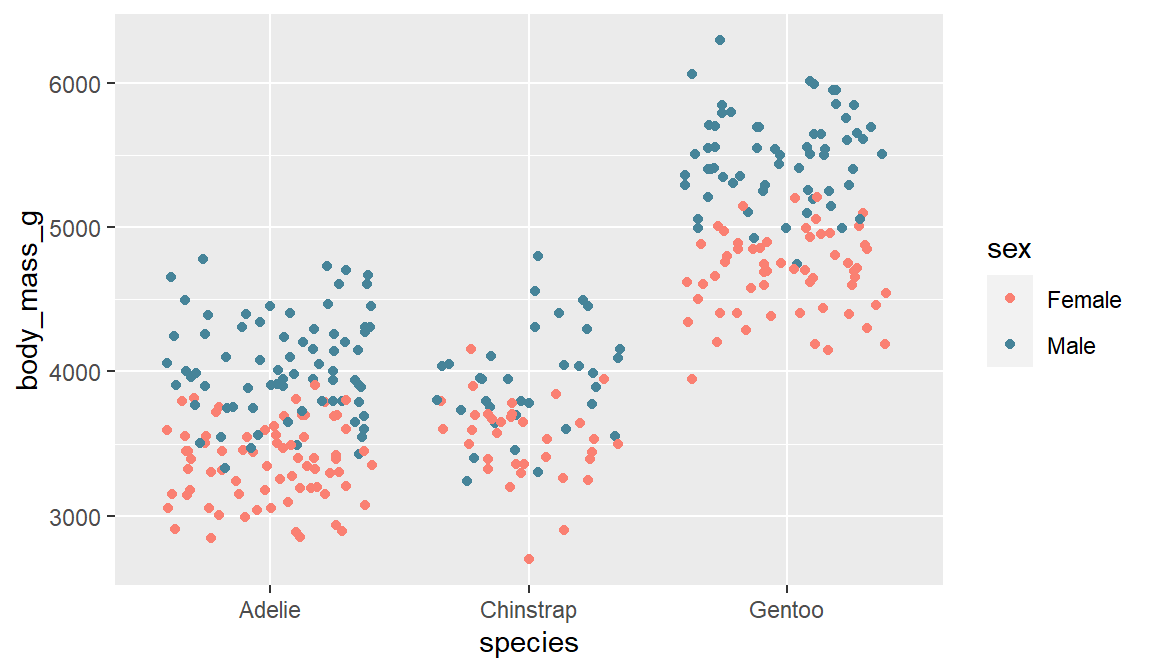 body_mass_g
6000
5000
4000
3000
Adelie
Chinstrap
Gentoo
species
sex
Female
Male